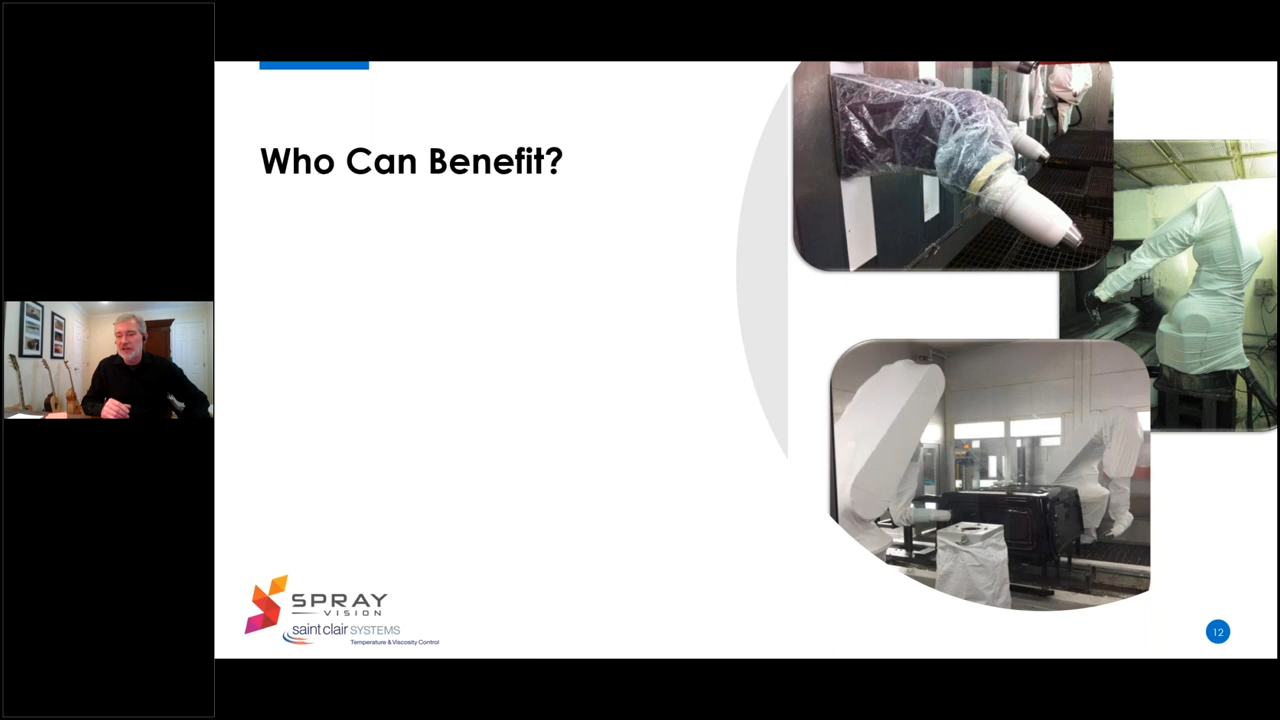 Who Can Benefit?
SPRAY
VISION
saint clair SYSTEMS
Temperature & Viscosity Control
12